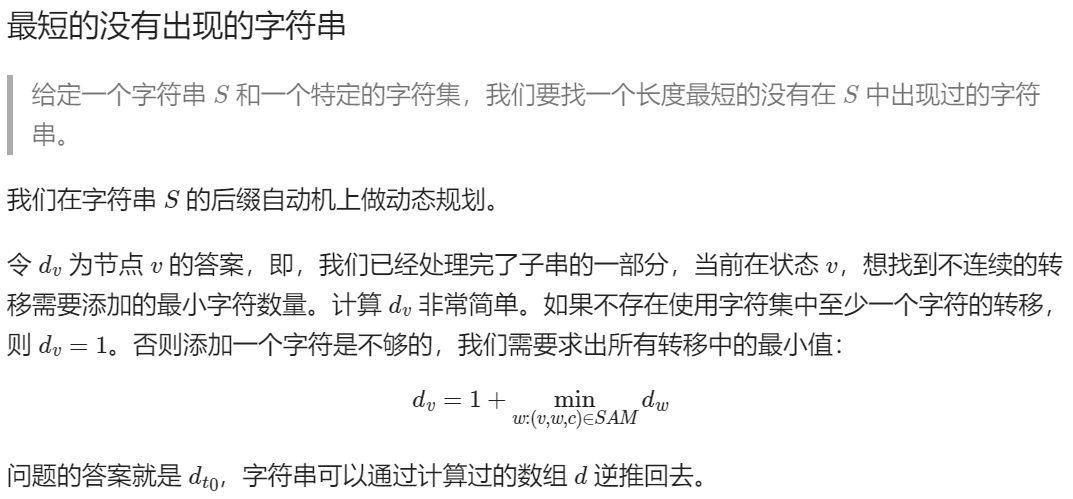 最短的没有出现的字符串
给定一个字符串 S 和一个特定的字符集，我们要找一个长度最短的没有在 S 中出现过的字符
串。
我们在字符串 S 的后缀自动机上做动态规划。
令 d_v 为节点 v 的答案，即，我们已经处理完了子串的一部分，当前在状态 v，想找到不连续的转
移需要添加的最小字符数量。计算 d_v 非常简单。如果不存在使用字符集中至少一个字符的转移，
则 d_v = 1。否则添加一个字符是不够的，我们需要求出所有转移中的最小值：
d_v = 1 + min_{w:(v,w,c)∈SAM} d_w
问题的答案就是 d_{t_0}，字符串可以通过计算过的数组 d 逆推回去。